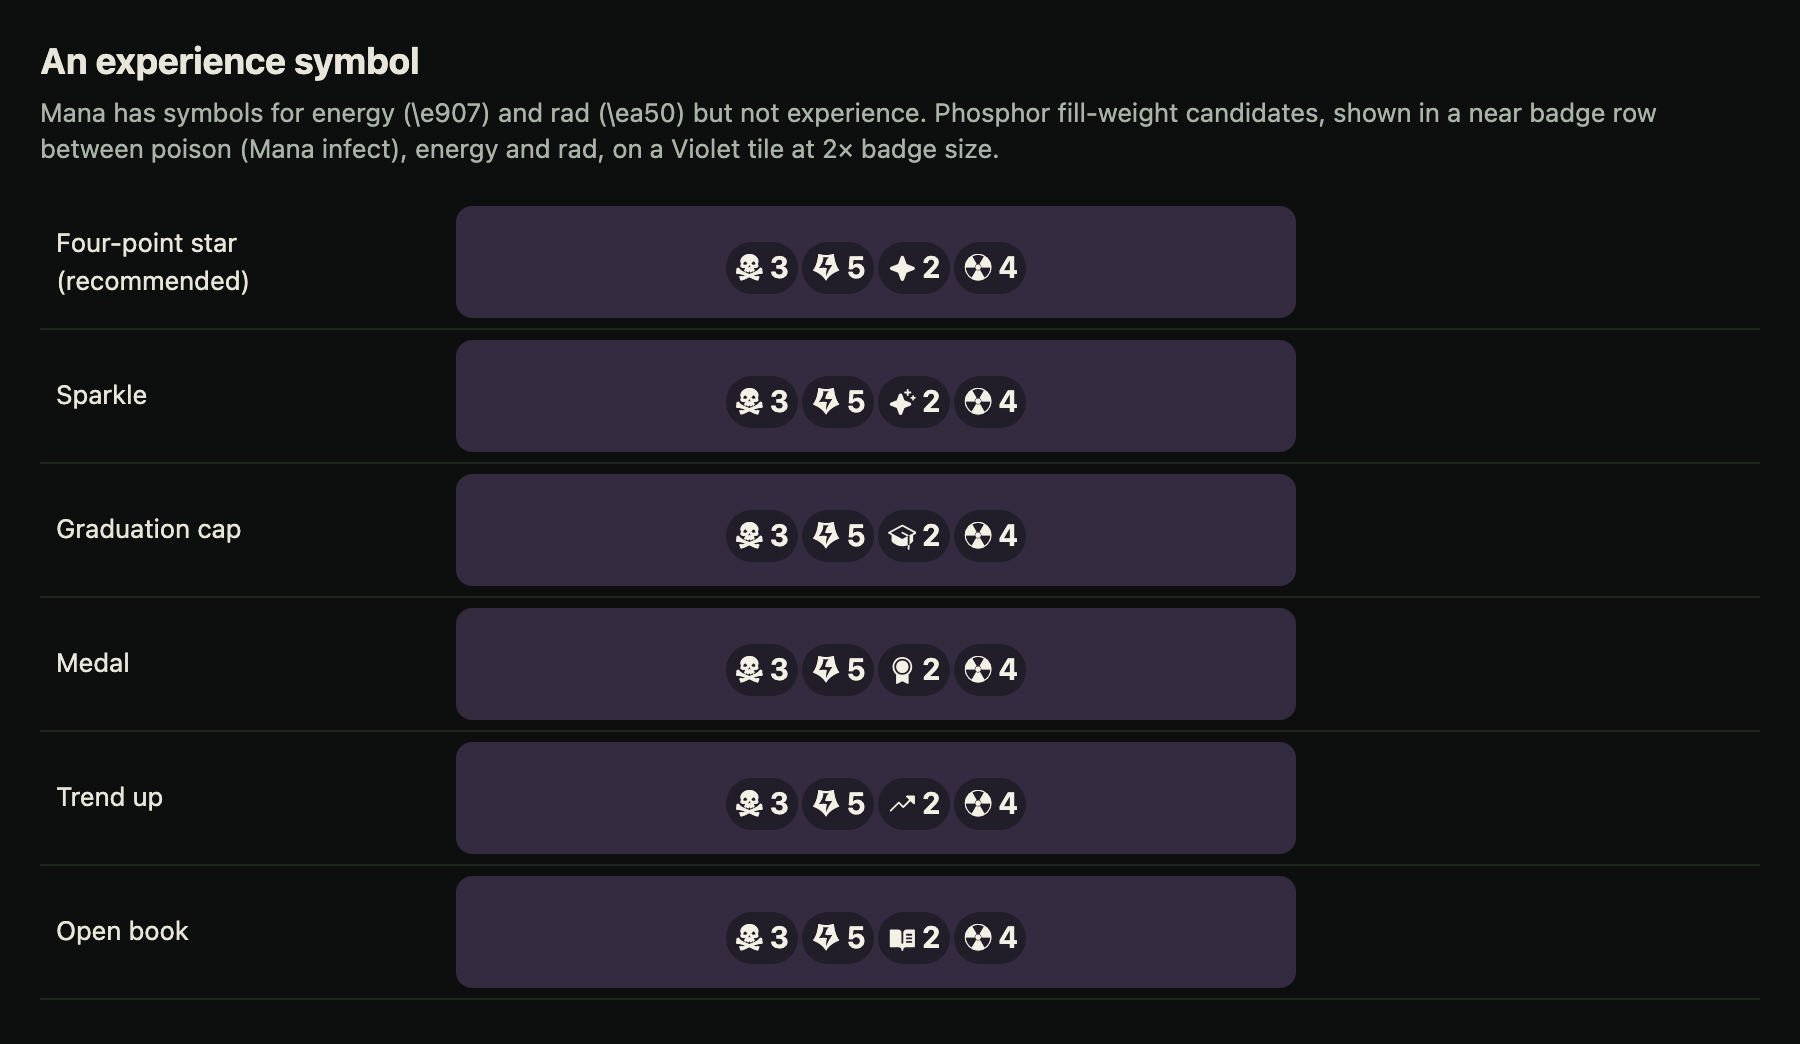 An experience symbol
Mana has symbols for energy (\e907) and rad (\ea50) but not experience. Phosphor fill-weight candidates, shown in a near badge row
between poison (Mana infect), energy and rad, on a Violet tile at 2× badge size.
Four-point star
(recommended)
3 5 2 4
Sparkle
3 5 2 4
Graduation cap
3 5 2 4
Medal
3 5 2 4
Trend up
3 5 2 4
Open book
3 5 2 4